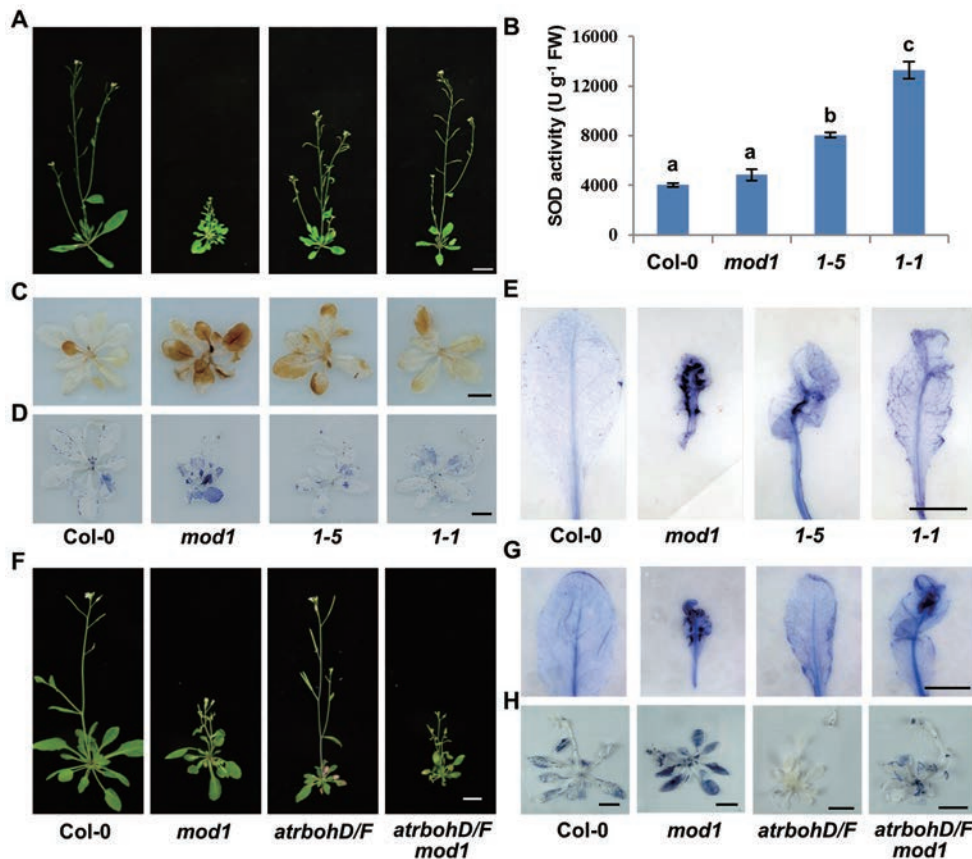 A
B
SOD activity (U g⁻¹ FW)
16000
12000
8000
4000
0
a
a
b
c
Col-0
mod1
1-5
1-1
C
D
Col-0
mod1
1-5
1-1
E
Col-0
mod1
1-5
1-1
F
Col-0
mod1
atrbohD/F
atrbohD/F
mod1
G
H
Col-0
mod1
atrbohD/F
atrbohD/F
mod1